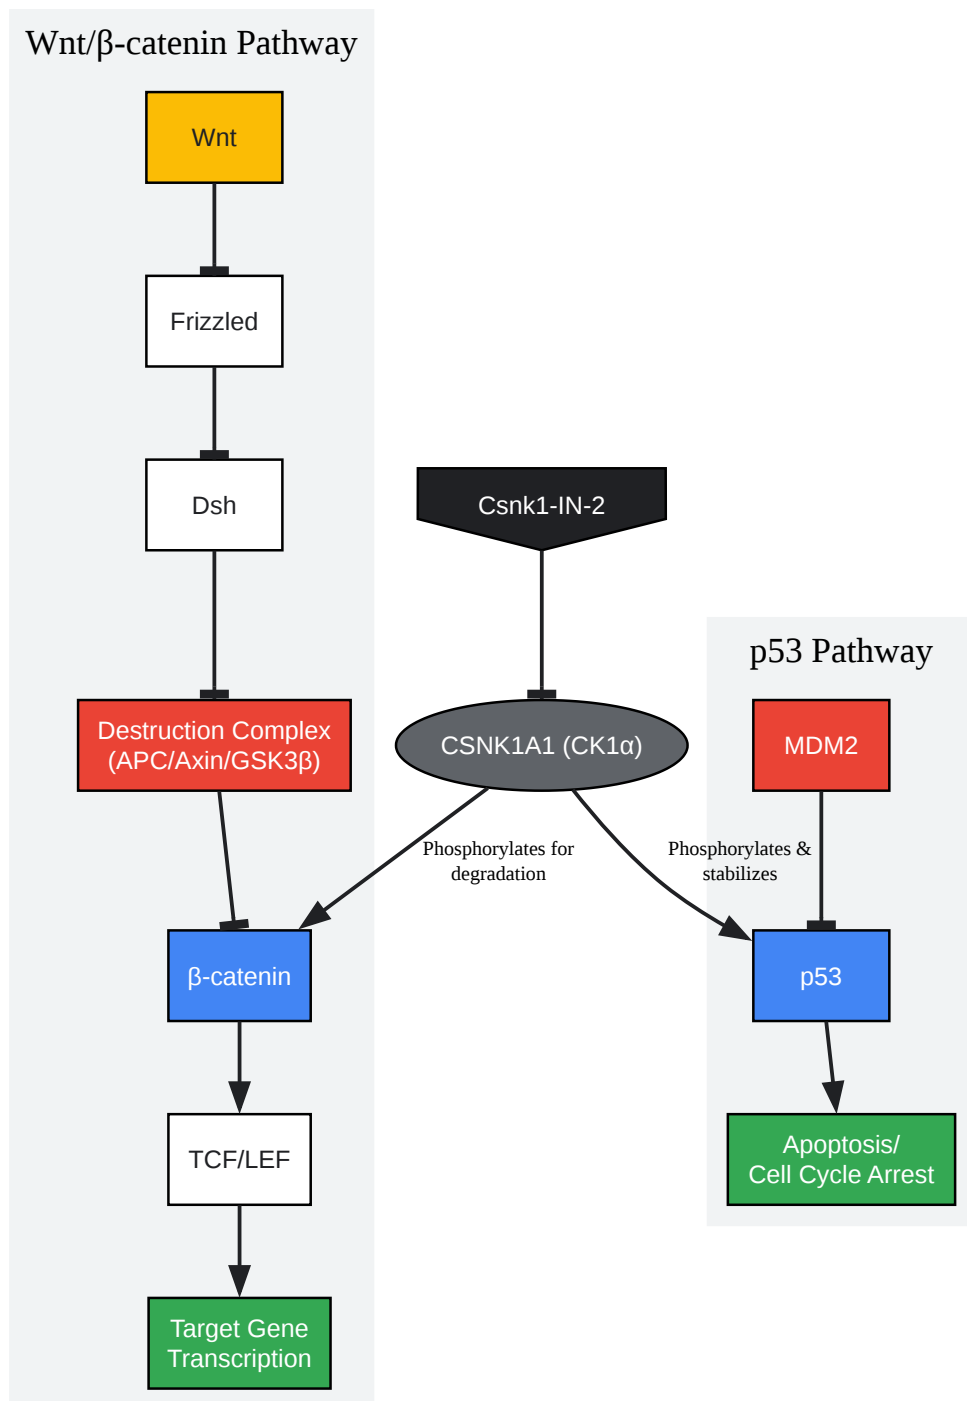 Wnt/β-catenin Pathway
Wnt
Frizzled
Dsh
Destruction Complex
(APC/Axin/GSK3β)
β-catenin
TCF/LEF
Target Gene
Transcription
Csnk1-IN-2
CSNK1A1 (CK1α)
Phosphorylates for
degradation
Phosphorylates &
stabilizes
p53 Pathway
MDM2
p53
Apoptosis/
Cell Cycle Arrest